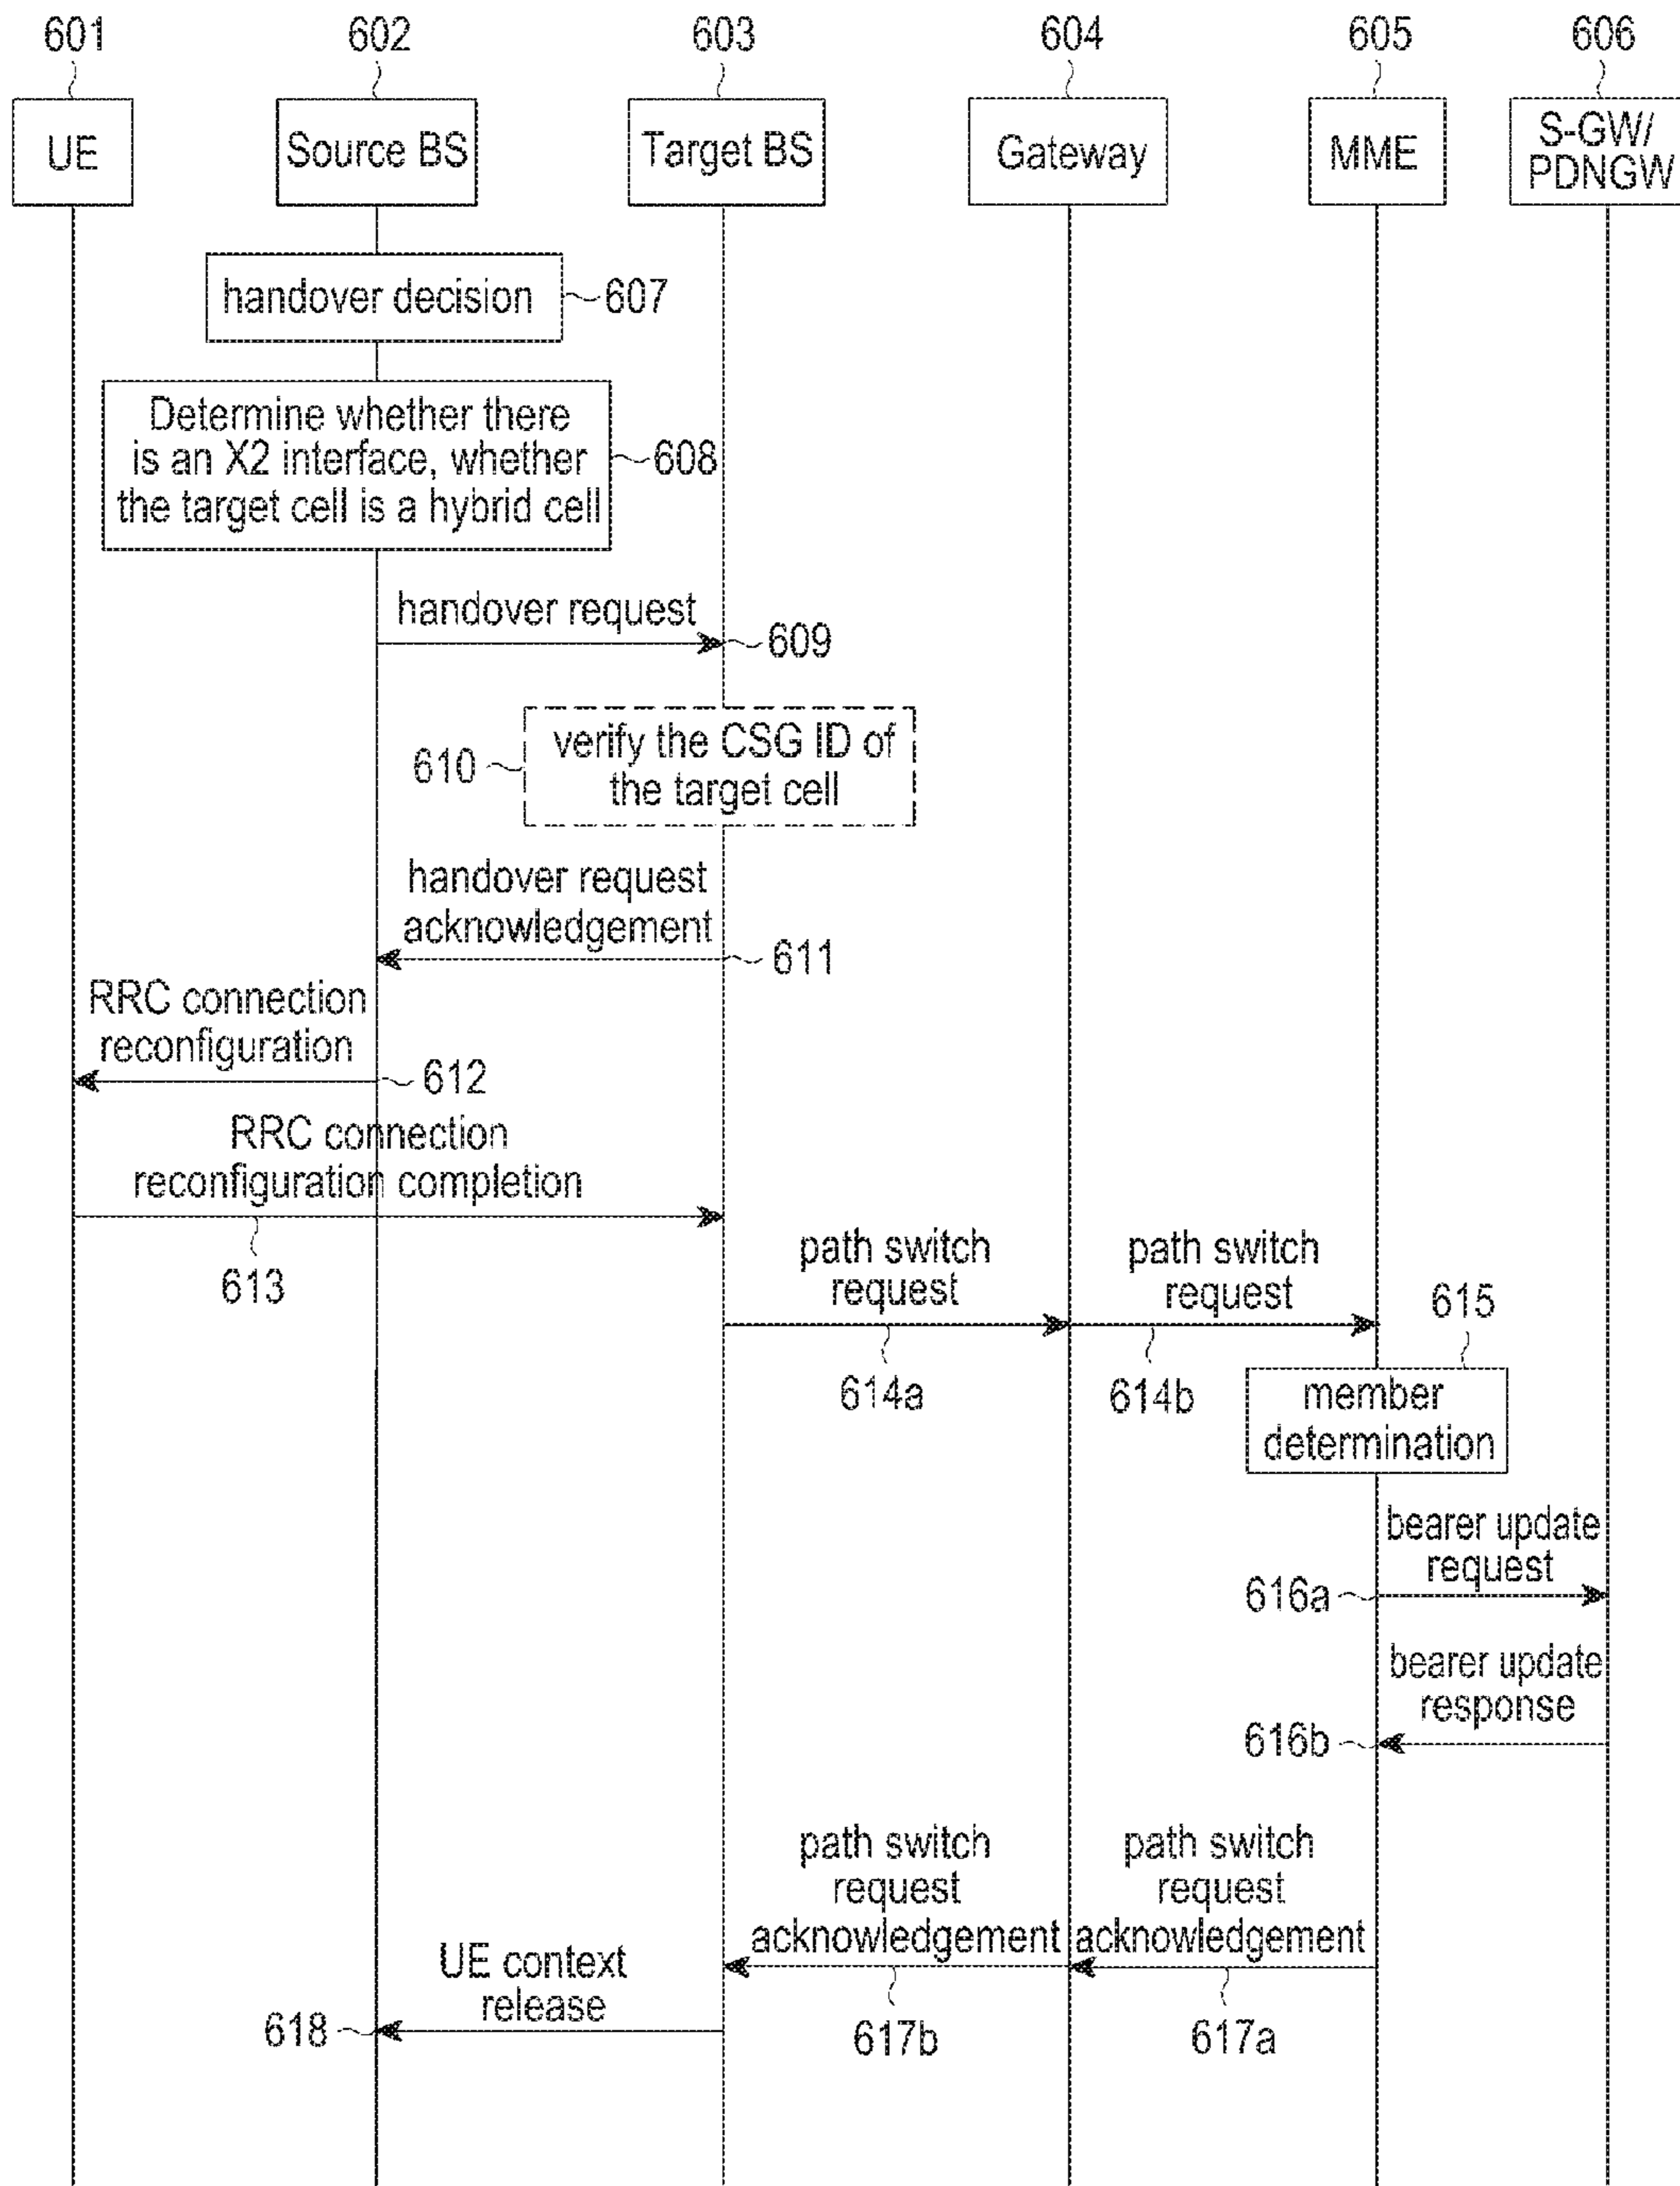 601
602
603
604
605
606
UE
Source BS
Target BS
Gateway
MME
S-GW/
PDNGW
handover decision
607
Determine whether there
is an X2 interface, whether
the target cell is a hybrid cell
608
handover request
609
verify the CSG ID of
the target cell
610
handover request
acknowledgement
611
RRC connection
reconfiguration
612
RRC connection
reconfiguration completion
613
path switch
request
614a
path switch
request
614b
615
member
determination
bearer update
request
616a
bearer update
response
616b
path switch
request
acknowledgement
617b
path switch
request
acknowledgement
617a
UE context
release
618